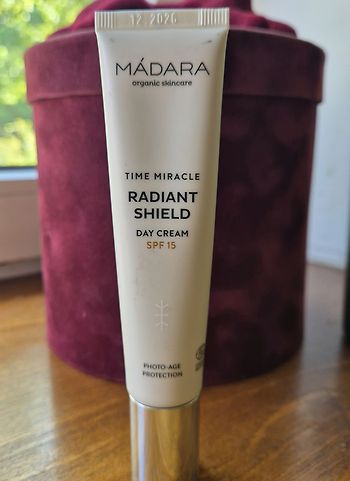 12 2026
MÁDARA
organic skincare
TIME MIRACLE
RADIANT
SHIELD
DAY CREAM
SPF 15
PHOTO-AGE
PROTECTION